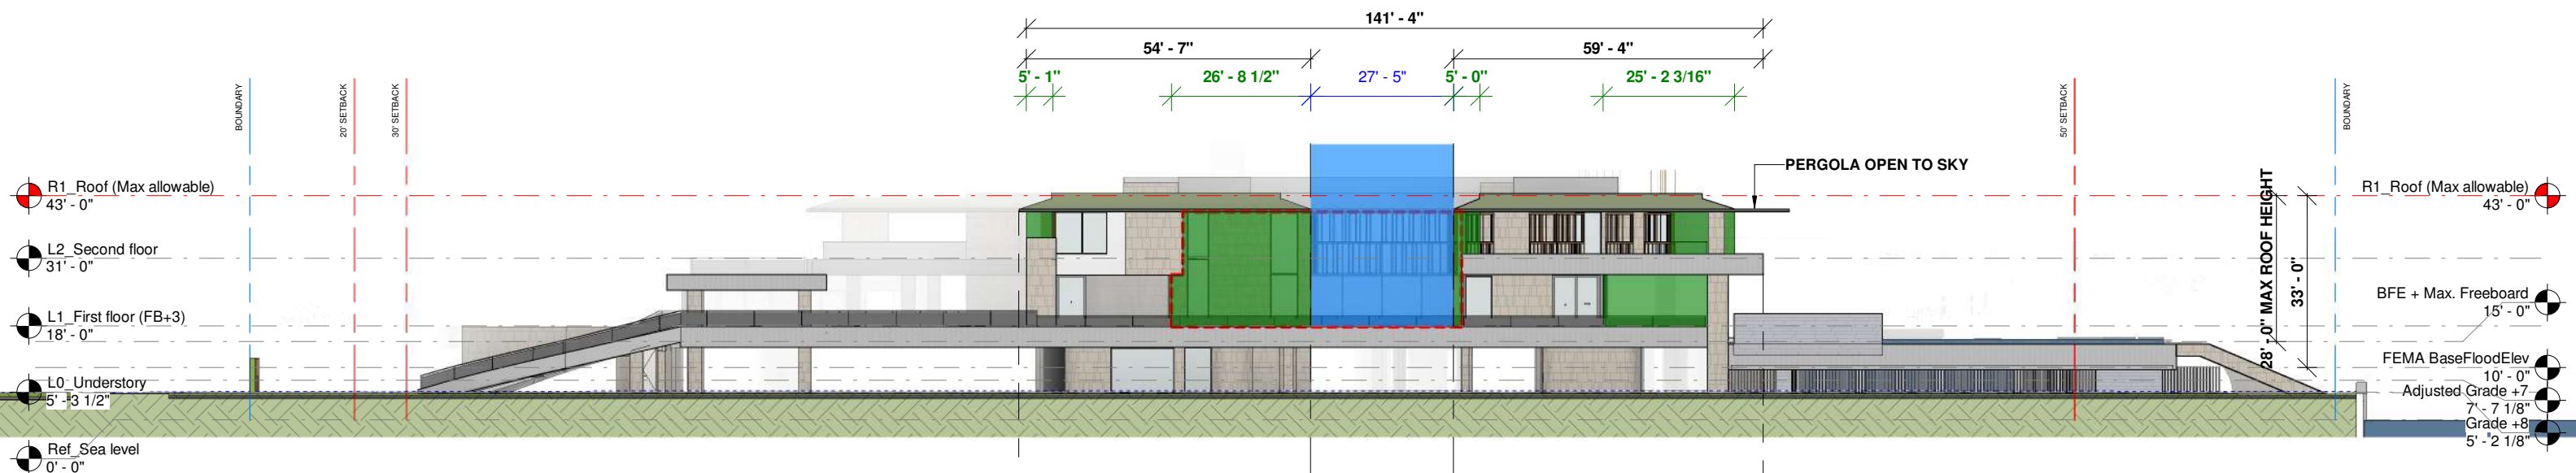 141' - 4"
54' - 7"
59' - 4"
5' - 1"
26' - 8 1/2"
27' - 5"
5' - 0"
25' - 2 3/16"
BOUNDARY
20' SETBACK
30' SETBACK
50' SETBACK
BOUNDARY
PERGOLA OPEN TO SKY
R1_Roof (Max allowable)
43' - 0"
L2_Second floor
31' - 0"
L1_First floor (FB+3)
18' - 0"
L0_Understory
5' - 3 1/2"
Ref_Sea level
0' - 0"
28' - 0" MAX ROOF HEIGHT
33' - 0"
R1_Roof (Max allowable)
43' - 0"
BFE + Max. Freeboard
15' - 0"
FEMA BaseFloodElev
10' - 0"
Adjusted Grade +7
7' - 7 1/8"
Grade +8
5' - 2 1/8"